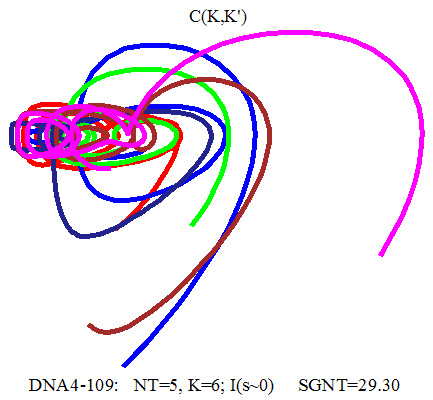 C(K,K')
DNA4-109: NT=5, K=6; I(s~0) SGNT=29.30